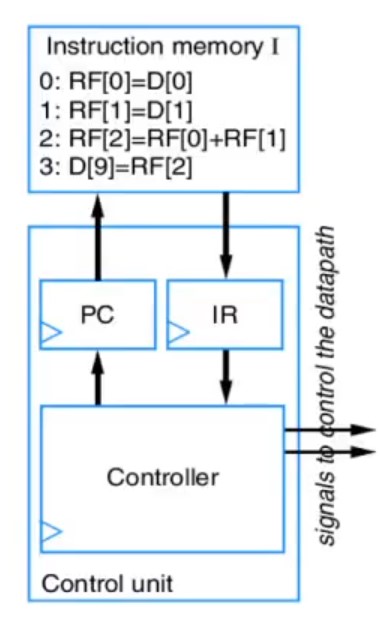 Instruction memory I
0: RF[0]=D[0]
1: RF[1]=D[1]
2: RF[2]=RF[0]+RF[1]
3: D[9]=RF[2]
PC
IR
Controller
Control unit
signals to control the datapath